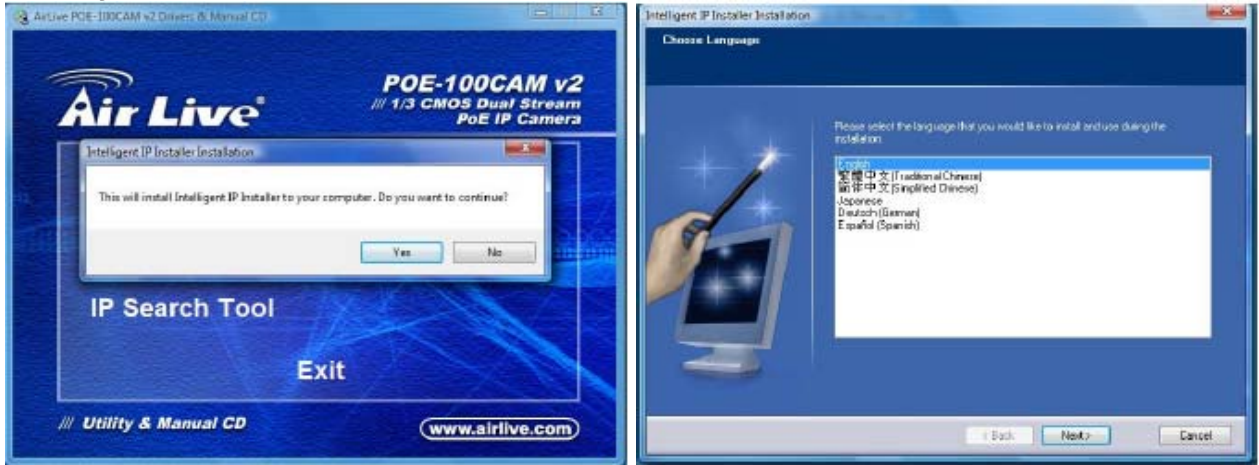 AirLive POE-100CAM v2 Drivers & Manual CD
Air Live®
POE-100CAM v2
/// 1/3 CMOS Dual Stream
PoE IP Camera
Intelligent IP Installer Installation
This will install Intelligent IP Installer to your computer. Do you want to continue?
Yes
No
IP Search Tool
Exit
/// Utility & Manual CD
www.airlive.com
Intelligent IP Installer Installation
Choose Language
Please select the language that you would like to install and use during the
installation.
English
繁體中文 (Traditional Chinese)
简体中文 (Simplified Chinese)
Japanese
Deutsch (German)
Español (Spanish)
< Back
Next >
Cancel